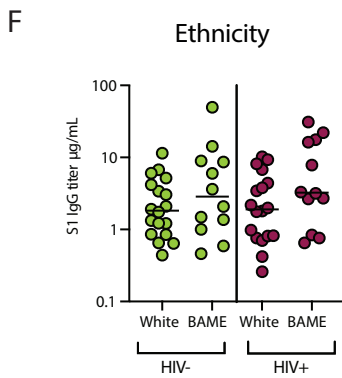 F
Ethnicity
S1 IgG titer µg/mL
100
10
1
0.1
White BAME White BAME
HIV- HIV+